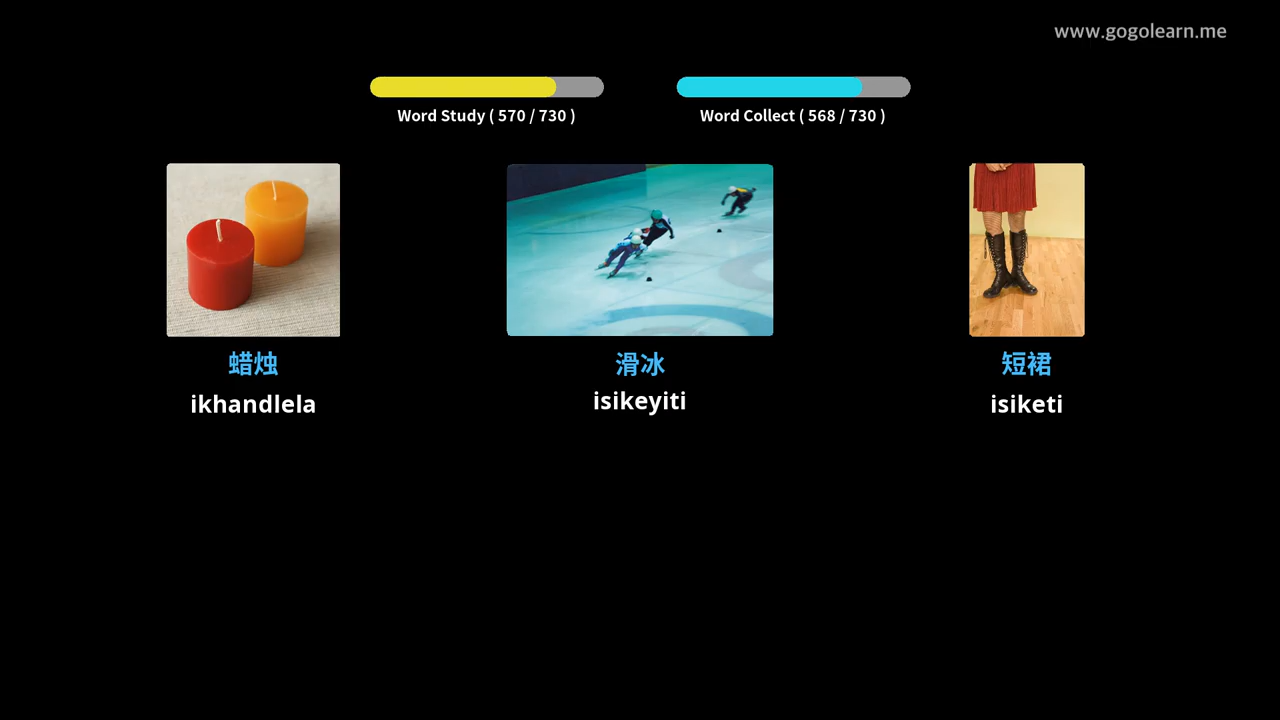 www.gogolearn.me
Word Study ( 570 / 730 )
Word Collect ( 568 / 730 )
蜡烛
滑冰
短裙
ikhandlela
isikeyiti
isiketi